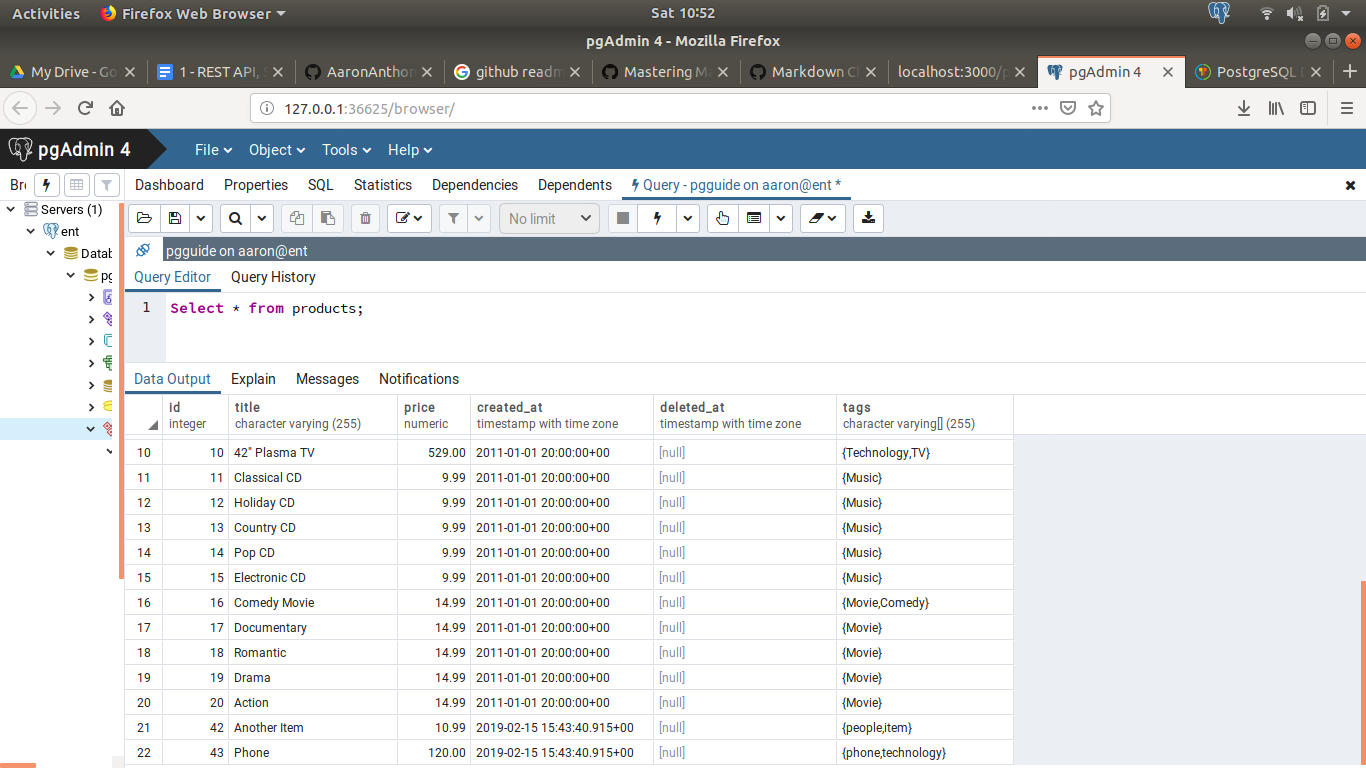 Activities Firefox Web Browser Sat 10:52
pgAdmin 4 - Mozilla Firefox
My Drive - Go 1 - REST API, S AaronAnthon github readm Mastering Ma Markdown Ch localhost:3000/p pgAdmin 4 PostgreSQL
127.0.0.1:36625/browser/
pgAdmin 4 File Object Tools Help
Br Dashboard Properties SQL Statistics Dependencies Dependents Query - pgguide on aaron@ent *
Servers (1)
No limit
ent
Datab
pgguide on aaron@ent
pg
Query Editor Query History
1 Select * from products;
Data Output Explain Messages Notifications
id title price created_at deleted_at tags
integer character varying (255) numeric timestamp with time zone timestamp with time zone character varying[] (255)
10 10 42" Plasma TV 529.00 2011-01-01 20:00:00+00 [null] {Technology,TV}
11 11 Classical CD 9.99 2011-01-01 20:00:00+00 [null] {Music}
12 12 Holiday CD 9.99 2011-01-01 20:00:00+00 [null] {Music}
13 13 Country CD 9.99 2011-01-01 20:00:00+00 [null] {Music}
14 14 Pop CD 9.99 2011-01-01 20:00:00+00 [null] {Music}
15 15 Electronic CD 9.99 2011-01-01 20:00:00+00 [null] {Music}
16 16 Comedy Movie 14.99 2011-01-01 20:00:00+00 [null] {Movie,Comedy}
17 17 Documentary 14.99 2011-01-01 20:00:00+00 [null] {Movie}
18 18 Romantic 14.99 2011-01-01 20:00:00+00 [null] {Movie}
19 19 Drama 14.99 2011-01-01 20:00:00+00 [null] {Movie}
20 20 Action 14.99 2011-01-01 20:00:00+00 [null] {Movie}
21 42 Another Item 10.99 2019-02-15 15:43:40.915+00 [null] {people,item}
22 43 Phone 120.00 2019-02-15 15:43:40.915+00 [null] {phone,technology}